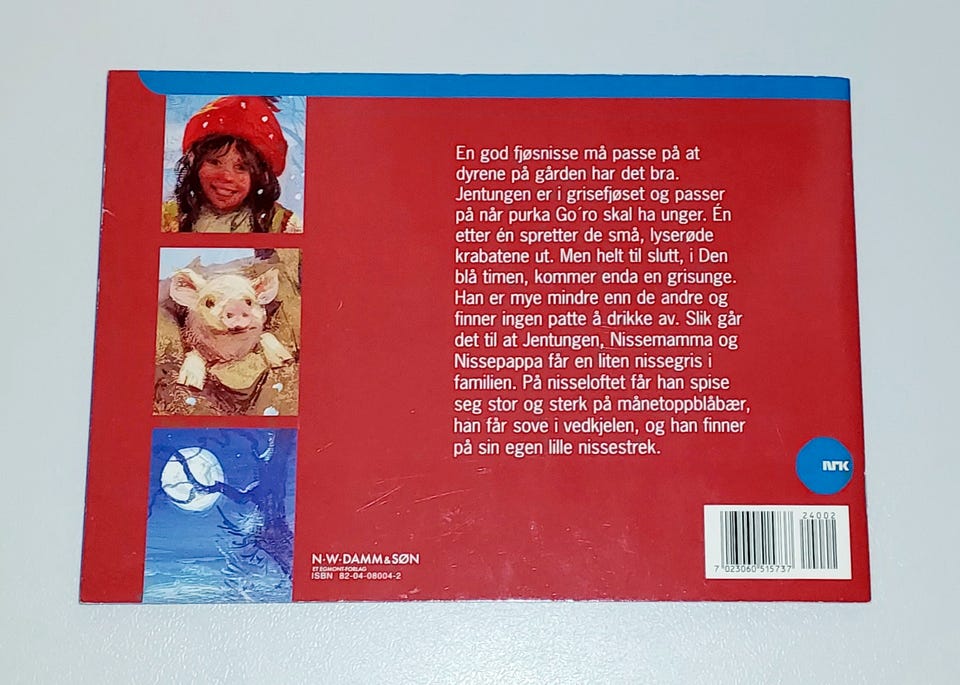 En god fjøsnisse må passe på at
dyrene på gården har det bra.
Jentungen er i grisefjøset og passer
på når purka Go´ro skal ha unger. Én
etter én spretter de små, lyserøde
krabatene ut. Men helt til slutt, i Den
blå timen, kommer enda en grisunge.
Han er mye mindre enn de andre og
finner ingen patte å drikke av. Slik går
det til at Jentungen, Nissemamma og
Nissepappa får en liten nissegris i
familien. På nisseloftet får han spise
seg stor og sterk på månetoppblåbær,
han får sove i vedkjelen, og han finner
på sin egen lille nissestrek.
NRK
N·W·DAMM & SØN
ET EGMONT-FORLAG
ISBN 82-04-08004-2
24002
7 023060 515737